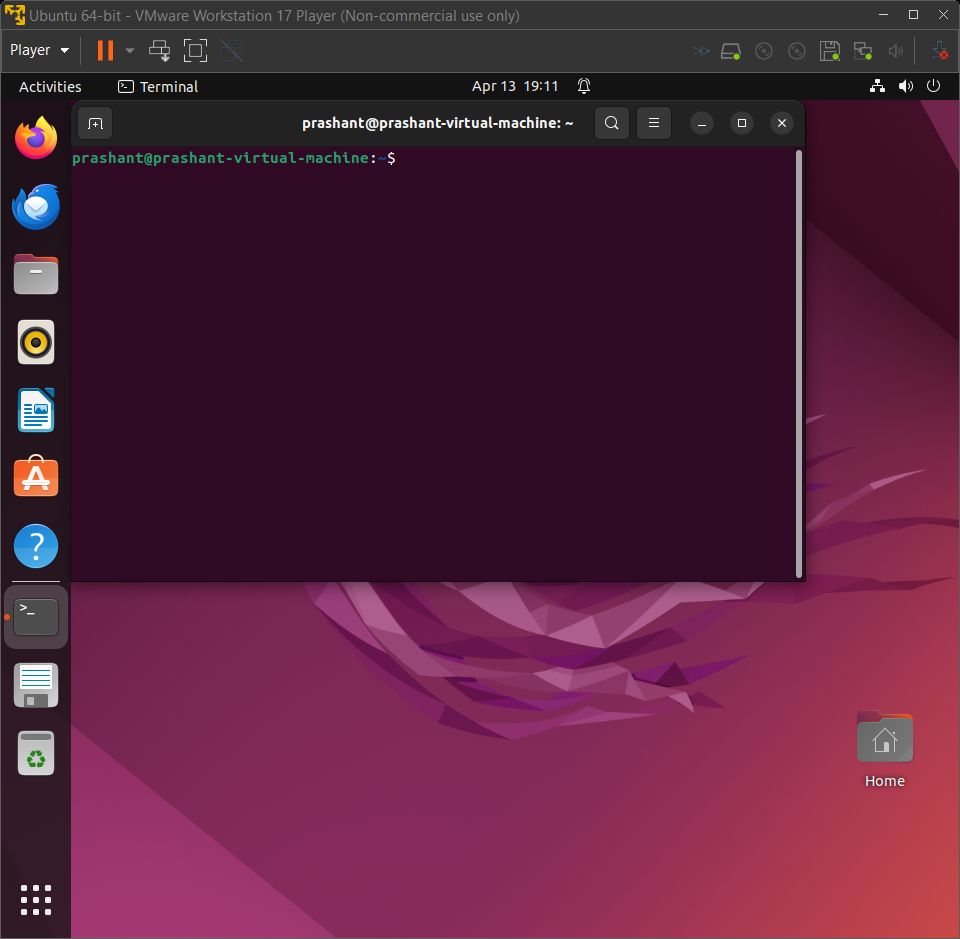 Ubuntu 64-bit - VMware Workstation 17 Player (Non-commercial use only)
Player
Activities
Terminal
Apr 13 19:11
prashant@prashant-virtual-machine: ~
prashant@prashant-virtual-machine:~$
>_
Home